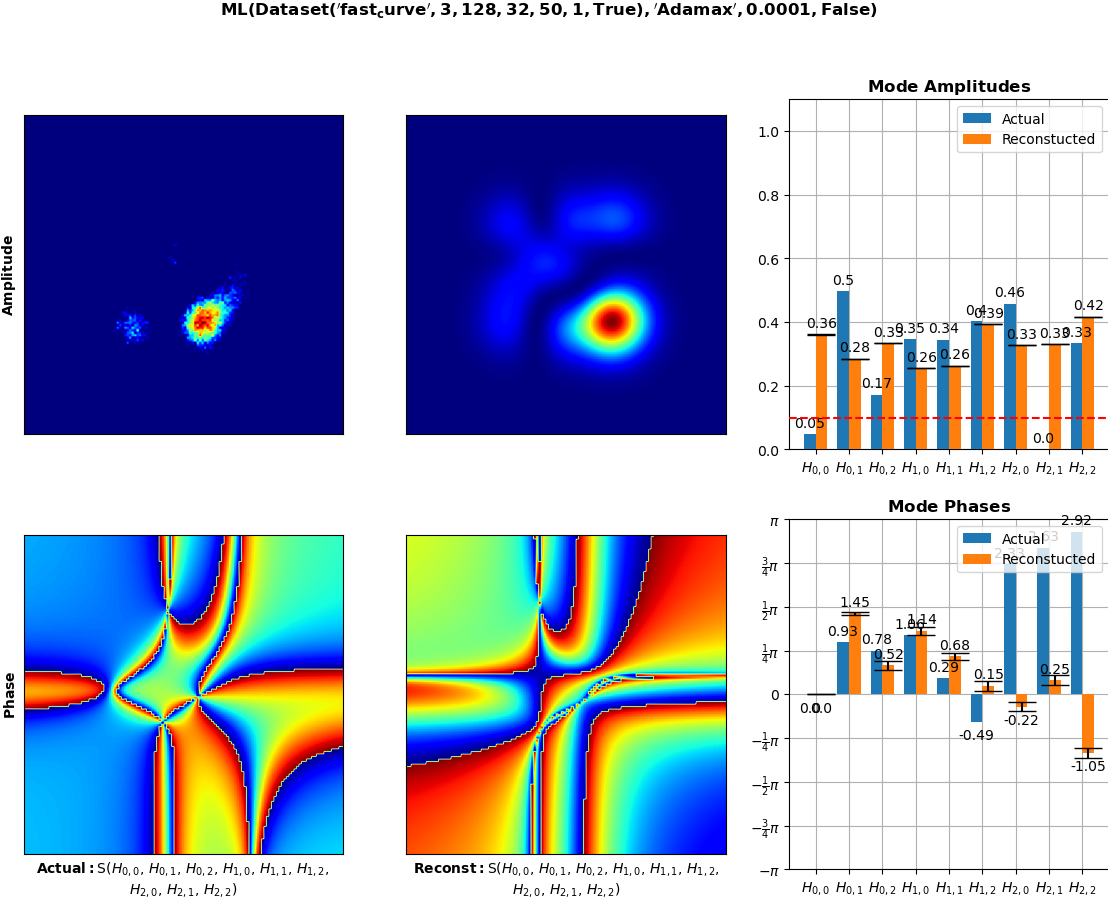 ML(Dataset('fast_curve', 3, 128, 32, 50, 1, True), 'Adamax', 0.0001, False)
Amplitude
Mode Amplitudes
Actual
Reconstucted
1.0
0.8
0.6
0.4
0.2
0.0
0.05 0.36 0.5 0.28 0.17 0.33 0.35 0.26 0.34 0.26 0.4 0.39 0.46 0.33 0.0 0.33 0.33 0.42
H0,0 H0,1 H0,2 H1,0 H1,1 H1,2 H2,0 H2,1 H2,2
Phase
Mode Phases
Actual
Reconstucted
π
3/4π
1/2π
1/4π
0
−1/4π
−1/2π
−3/4π
−π
0.0 0.0 0.93 1.45 0.78 0.52 1.14 0.29 0.68 -0.49 0.15 2.33 -0.22 0.25 2.92 -1.05
H0,0 H0,1 H0,2 H1,0 H1,1 H1,2 H2,0 H2,1 H2,2
Actual: S(H0,0, H0,1, H0,2, H1,0, H1,1, H1,2,
H2,0, H2,1, H2,2)
Reconst: S(H0,0, H0,1, H0,2, H1,0, H1,1, H1,2,
H2,0, H2,1, H2,2)